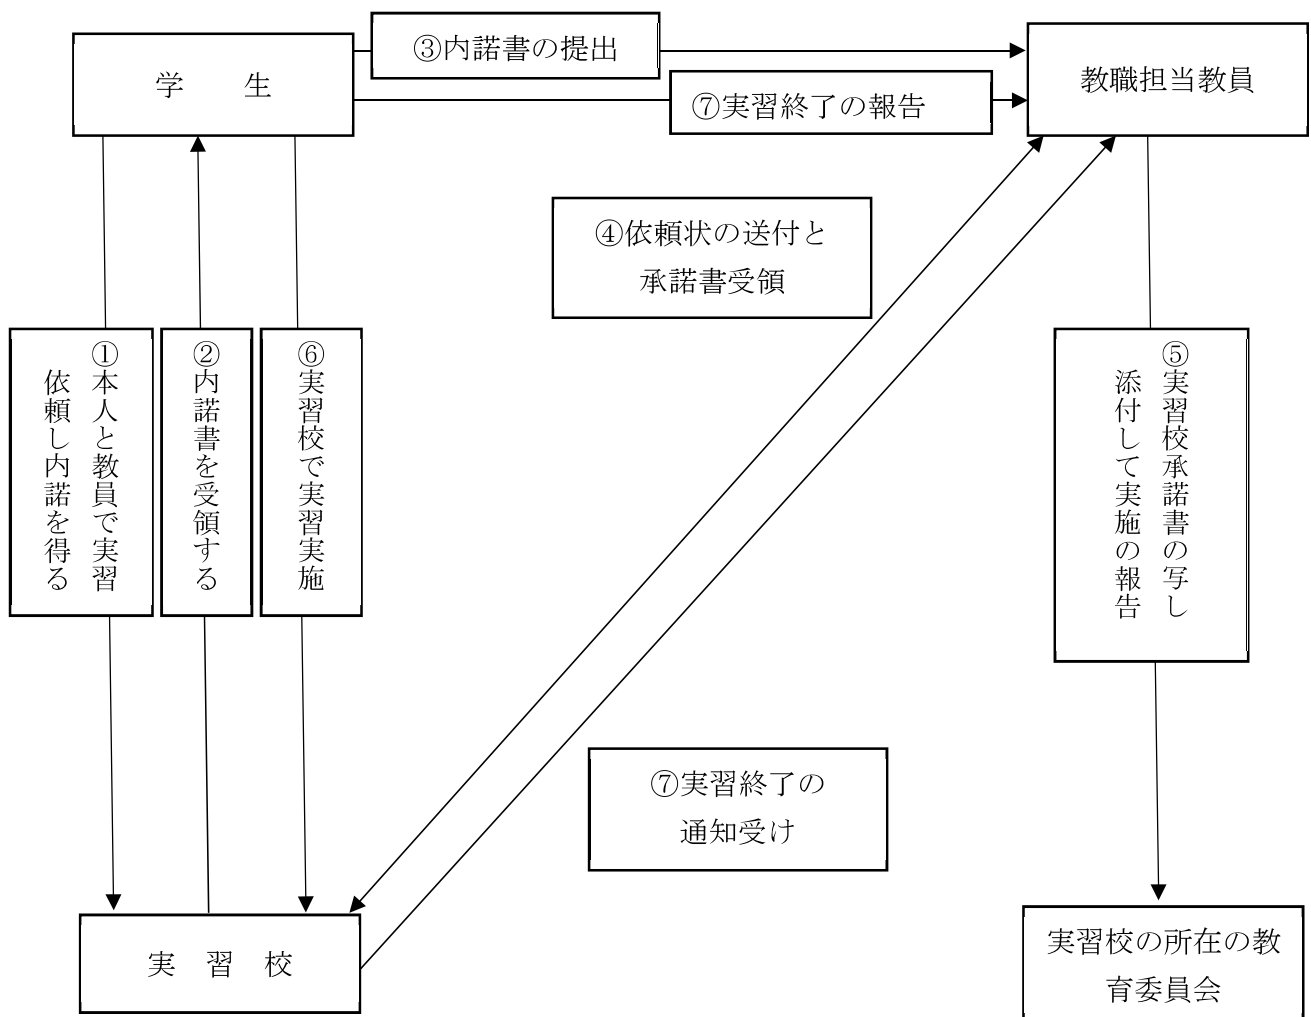 ③内諾書の提出
学　　生
教職担当教員
⑦実習終了の報告
④依頼状の送付と
承諾書受領
①本人と教員で実習
依頼し内諾を得る
②内諾書を受領する
⑥実習校で実習実施
⑤実習校承諾書の写し
添付して実施の報告
⑦実習終了の
通知受け
実　習　校
実習校の所在の教
育委員会